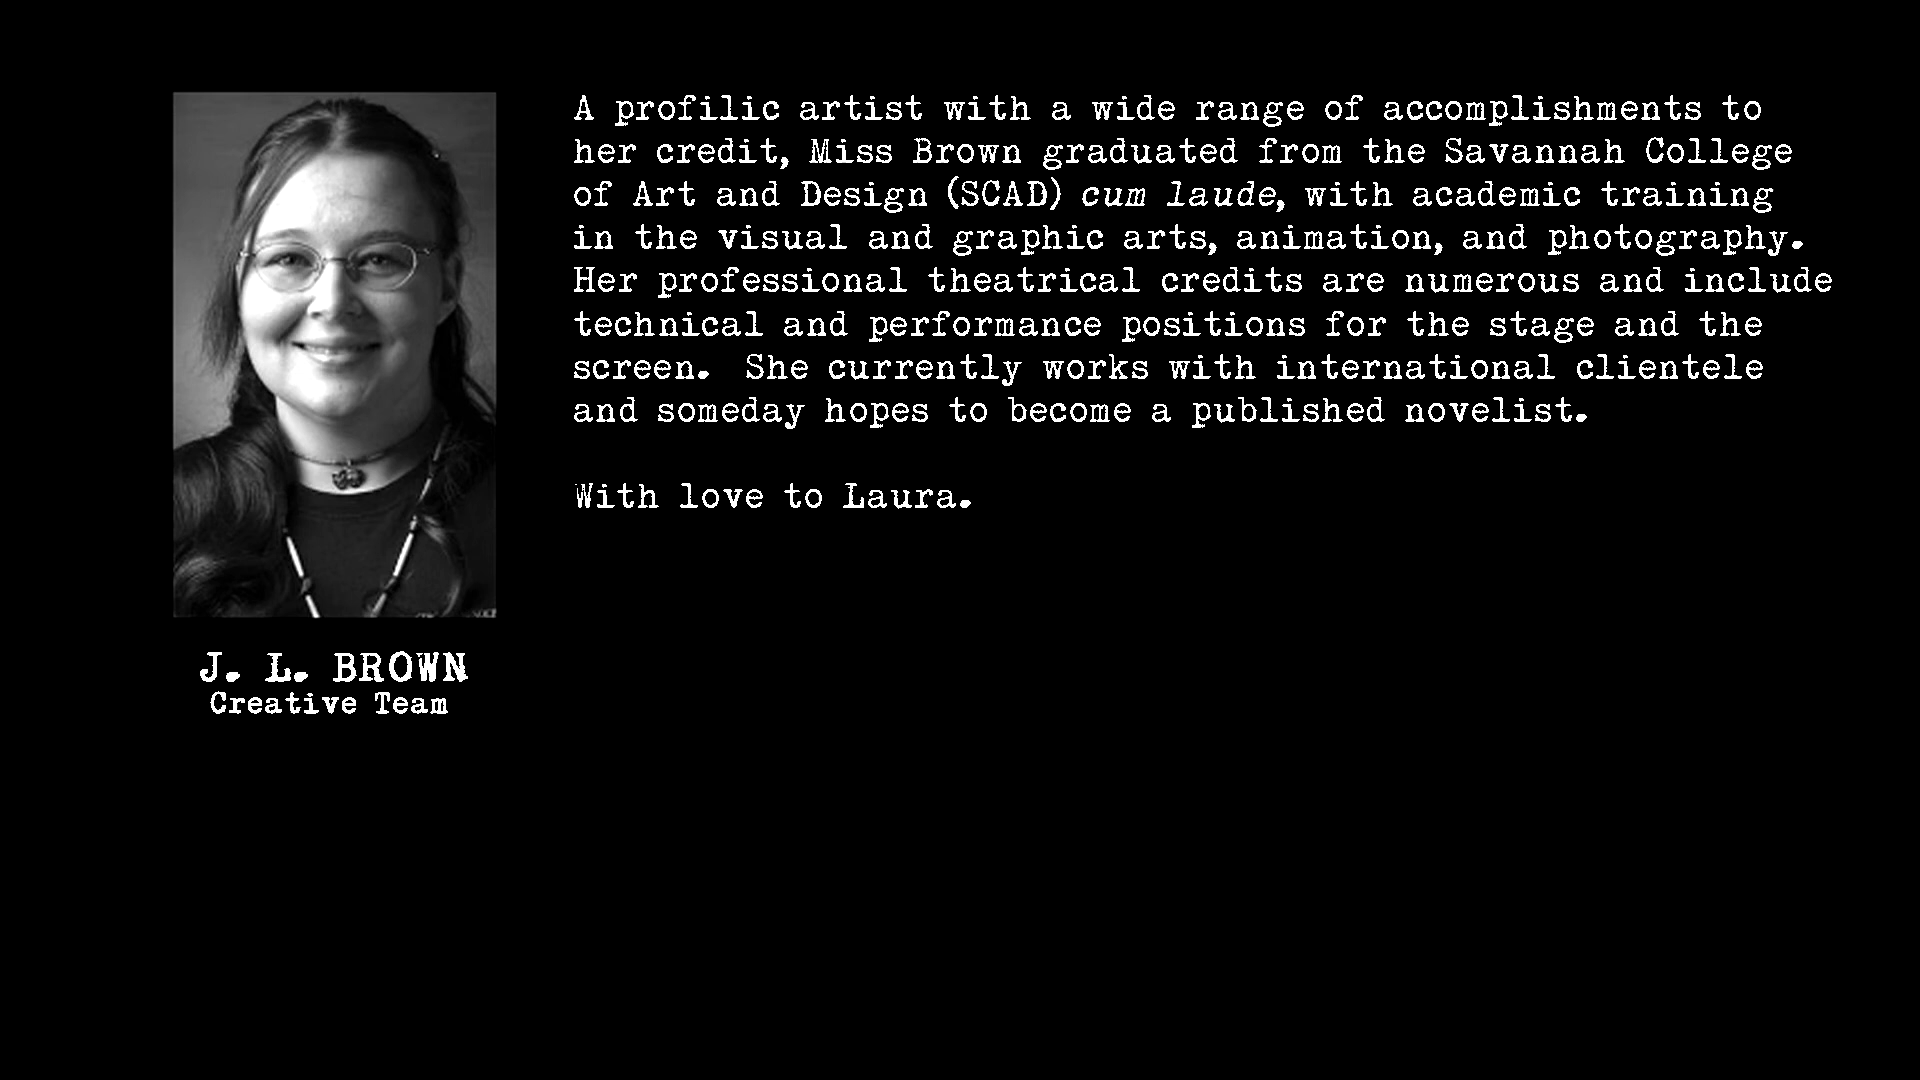 A profilic artist with a wide range of accomplishments to
her credit, Miss Brown graduated from the Savannah College
of Art and Design (SCAD) cum laude, with academic training
in the visual and graphic arts, animation, and photography.
Her professional theatrical credits are numerous and include
technical and performance positions for the stage and the
screen.  She currently works with international clientele
and someday hopes to become a published novelist.
With love to Laura.
J. L. BROWN
Creative Team